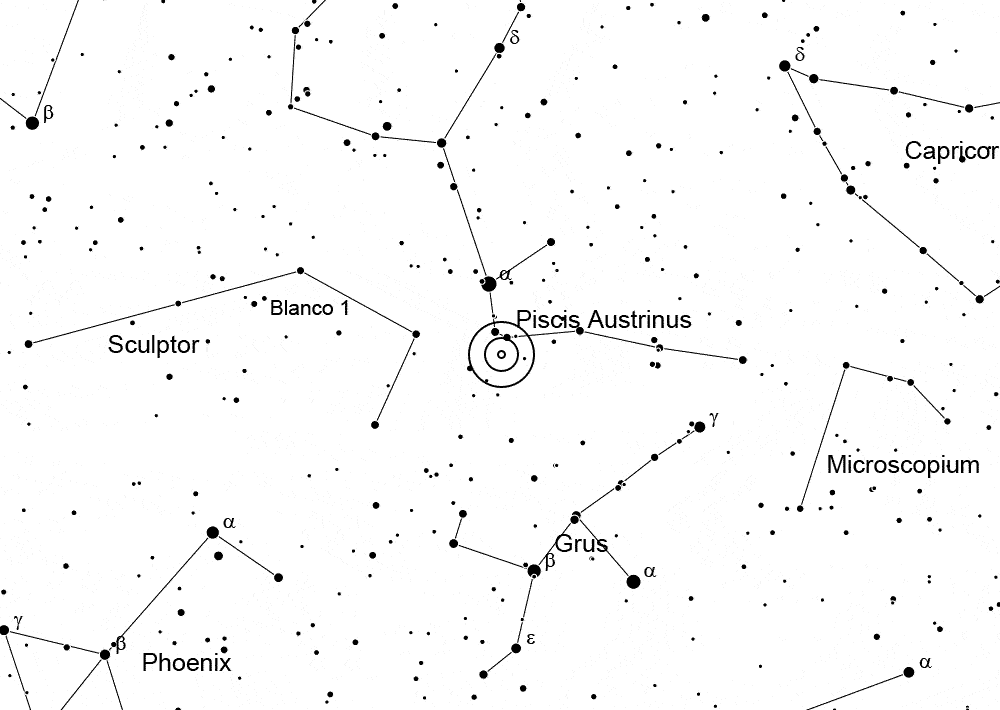 δ
δ
β
Capricor
α
Blanco 1
Piscis Austrinus
Sculptor
γ
Microscopium
α
Grus
β
α
γ
β
ε
Phoenix
α